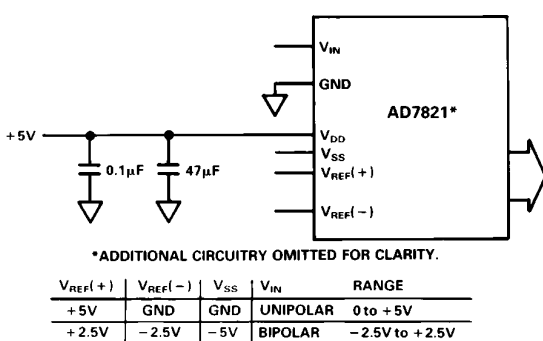 V_IN
GND
AD7821*
+5V
V_DD
V_SS
0.1µF
47µF
V_REF(+)
V_REF(−)
*ADDITIONAL CIRCUITRY OMITTED FOR CLARITY.
V_REF(+) V_REF(−) V_SS V_IN RANGE
+5V GND GND UNIPOLAR 0 to +5V
+2.5V −2.5V −5V BIPOLAR −2.5V to +2.5V